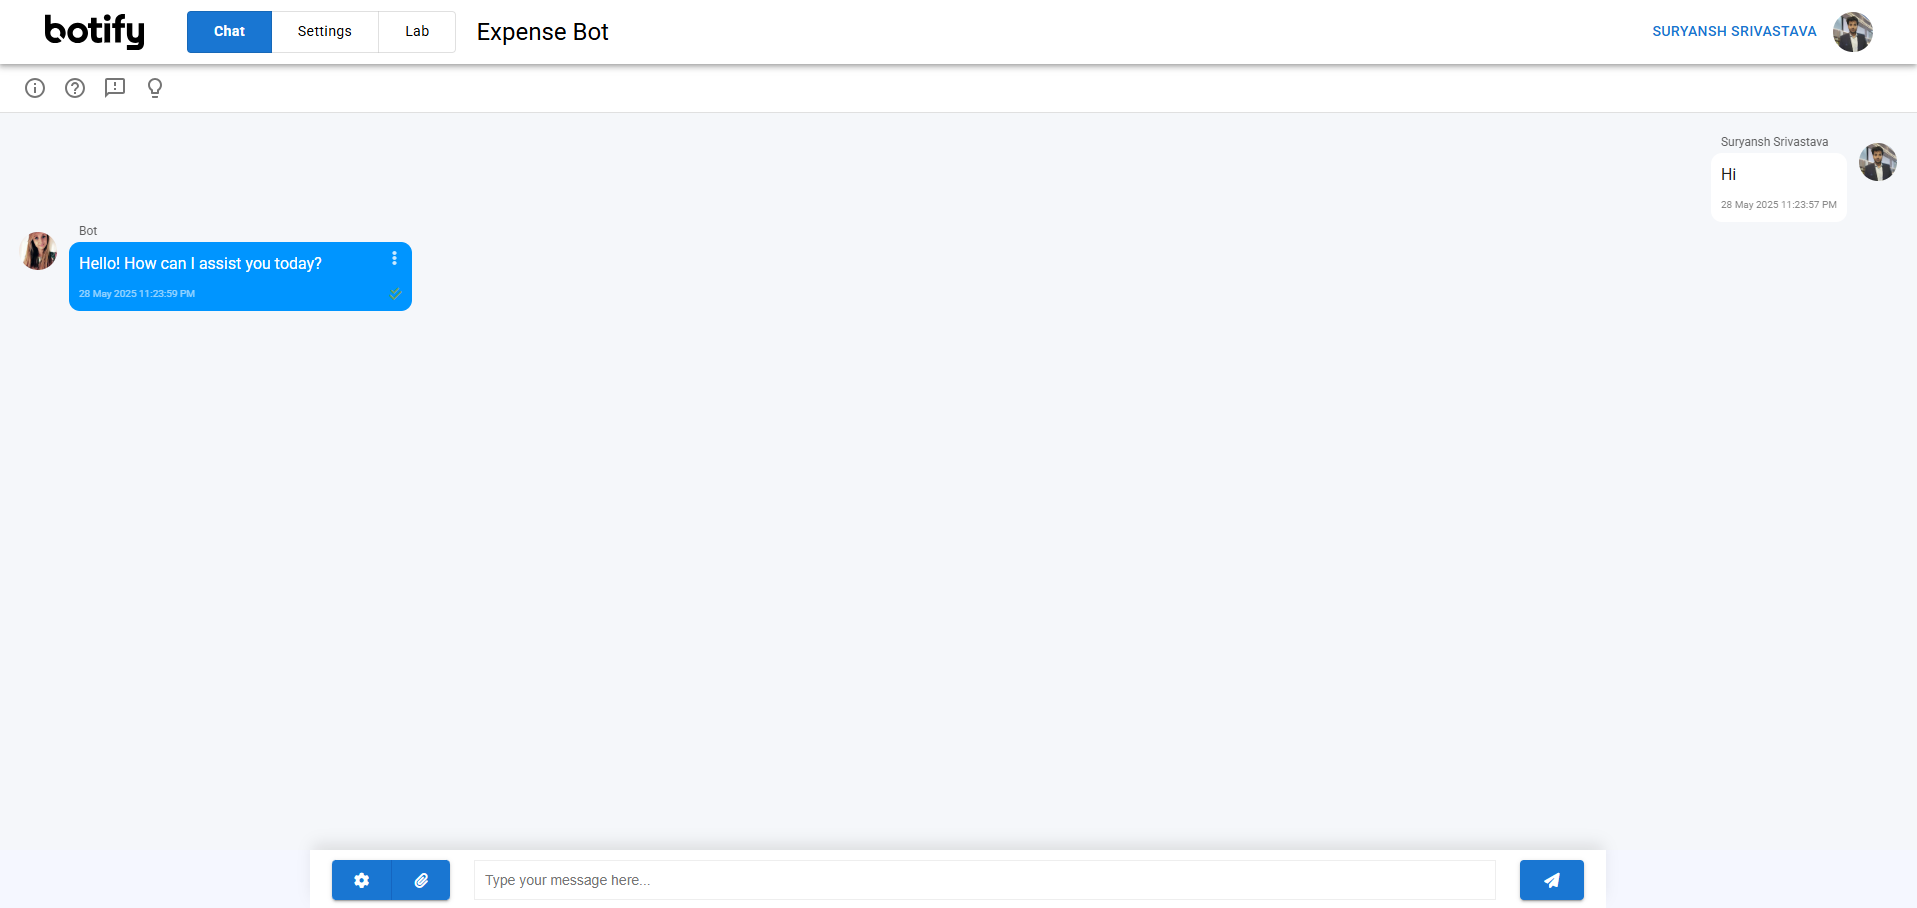 botify
Chat Settings Lab Expense Bot SURYANSH SRIVASTAVA
Suryansh Srivastava
Hi
28 May 2025 11:23:57 PM
Bot
Hello! How can I assist you today?
28 May 2025 11:23:59 PM
Type your message here...